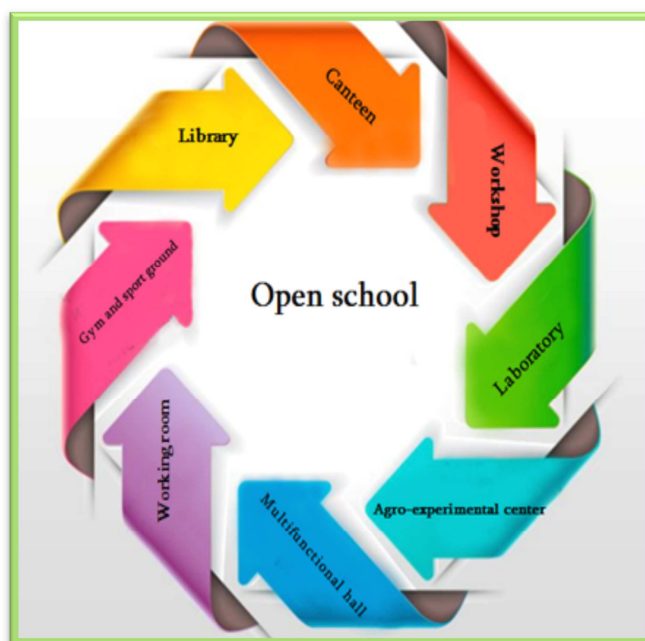 Canteen
Library
Workshop
Gym and sport ground
Open school
Laboratory
Working room
Agro-experimental center
Multifunctional hall